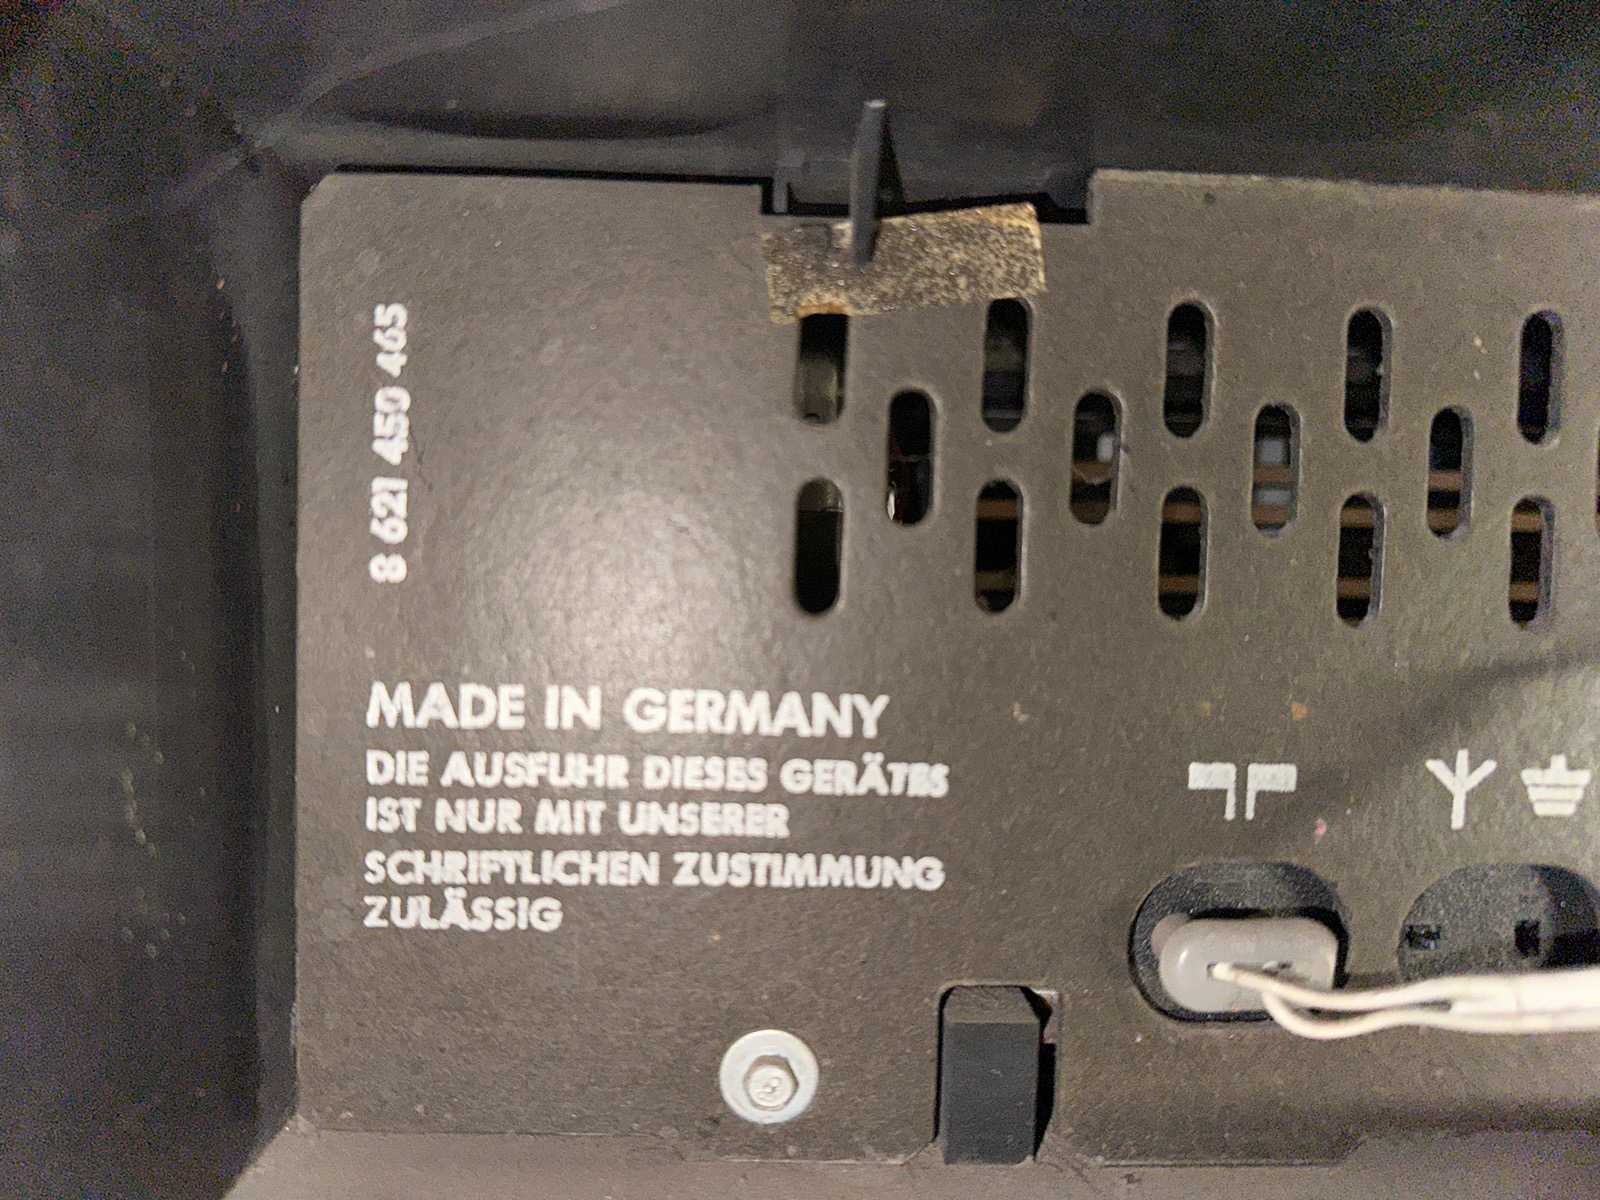 8 621 450 465
MADE IN GERMANY
DIE AUSFUHR DIESES GERÄTES
IST NUR MIT UNSERER
SCHRIFTLICHEN ZUSTIMMUNG
ZULÄSSIG